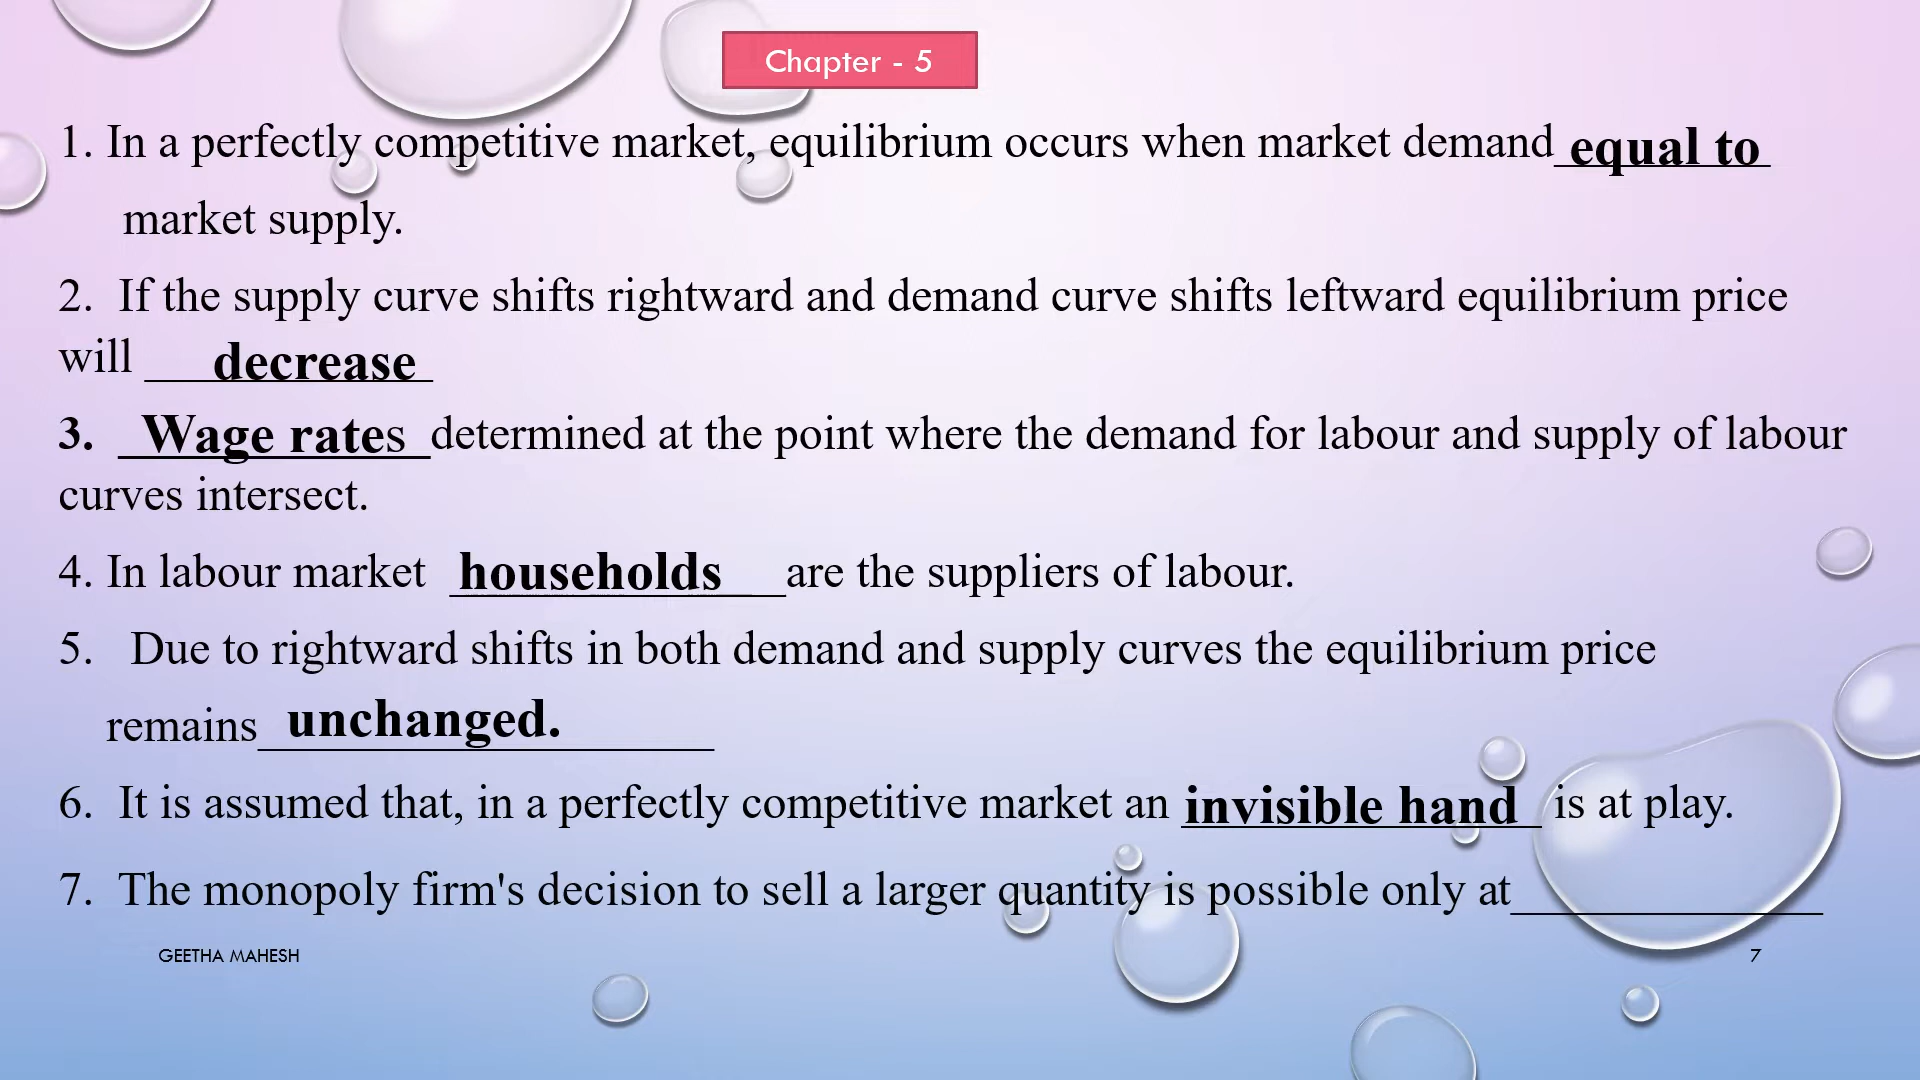 Chapter - 5
1. In a perfectly competitive market, equilibrium occurs when market demand equal to
market supply.
2. If the supply curve shifts rightward and demand curve shifts leftward equilibrium price
will decrease
3. Wage rates determined at the point where the demand for labour and supply of labour
curves intersect.
4. In labour market households are the suppliers of labour.
5. Due to rightward shifts in both demand and supply curves the equilibrium price
remains unchanged.
6. It is assumed that, in a perfectly competitive market an invisible hand is at play.
7. The monopoly firm's decision to sell a larger quantity is possible only at_____________
GEETHA MAHESH 7